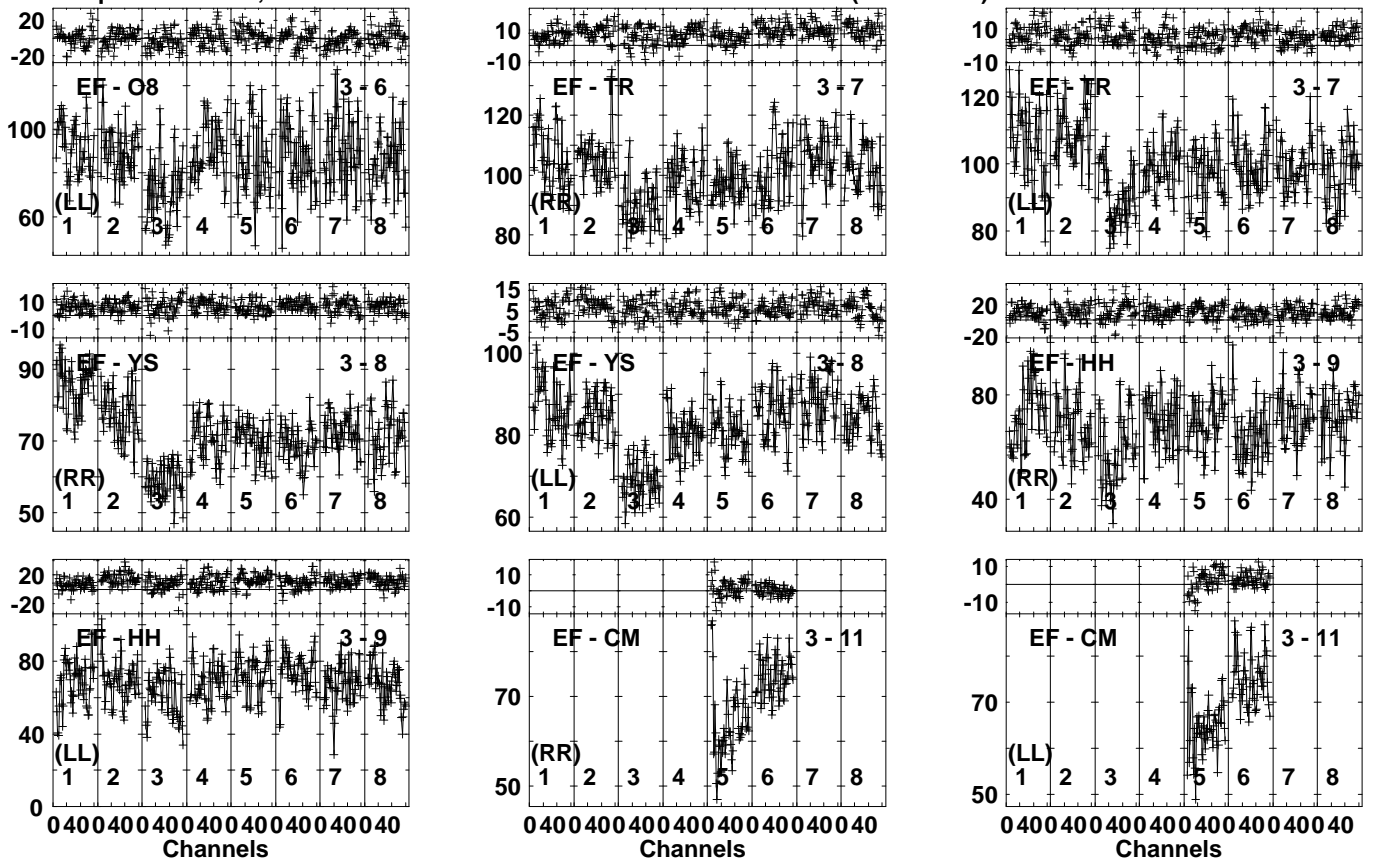 20
-20
EF - O8 3 - 6
100
60
(LL)
1 2 3 4 5 6 7 8
10
-10
EF - TR 3 - 7
120
100
80
(RR)
1 2 3 4 5 6 7 8
10
-10
EF - TR 3 - 7
120
100
80
(LL)
1 2 3 4 5 6 7 8
10
-10
EF - YS 3 - 8
90
70
50
(RR)
1 2 3 4 5 6 7 8
15
5
-5
EF - YS 3 - 8
100
80
60
(LL)
1 2 3 4 5 6 7 8
20
-20
EF - HH 3 - 9
80
40
(RR)
1 2 3 4 5 6 7 8
20
-20
EF - HH 3 - 9
80
40
0
(LL)
1 2 3 4 5 6 7 8
0 40 0 40 0 40 0 40 0 40 0 40 0 40 0 40
Channels
10
-10
EF - CM 3 - 11
70
50
(RR)
1 2 3 4 5 6 7 8
0 40 0 40 0 40 0 40 0 40 0 40 0 40 0 40
Channels
10
-10
EF - CM 3 - 11
70
50
(LL)
1 2 3 4 5 6 7 8
0 40 0 40 0 40 0 40 0 40 0 40 0 40 0 40
Channels